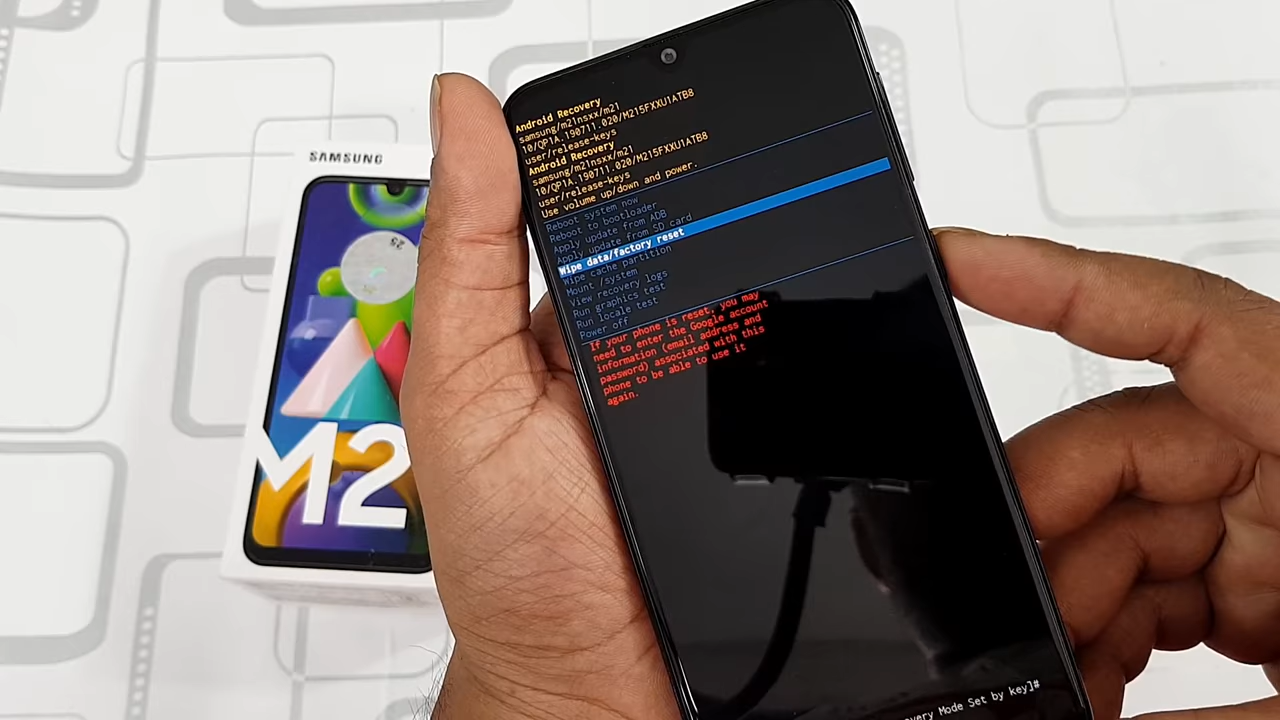 SAMSUNG
M2
Android Recovery
samsung/m21nsxx/m21
10/QP1A.190711.020/M215FXXU1ATB8
user/release-keys
Android Recovery
samsung/m21nsxx/m21
10/QP1A.190711.020/M215FXXU1ATB8
user/release-keys
Use volume up/down and power.
Reboot system now
Reboot to bootloader
Apply update from ADB
Apply update from SD card
Wipe data/factory reset
Wipe cache partition
Mount /system
View recovery logs
Run graphics test
Run locale test
Power off
If your phone is reset, you may
need to enter the Google account
information (email address and
password) associated with this
phone to be able to use it
again.
overy Mode Set by key]#